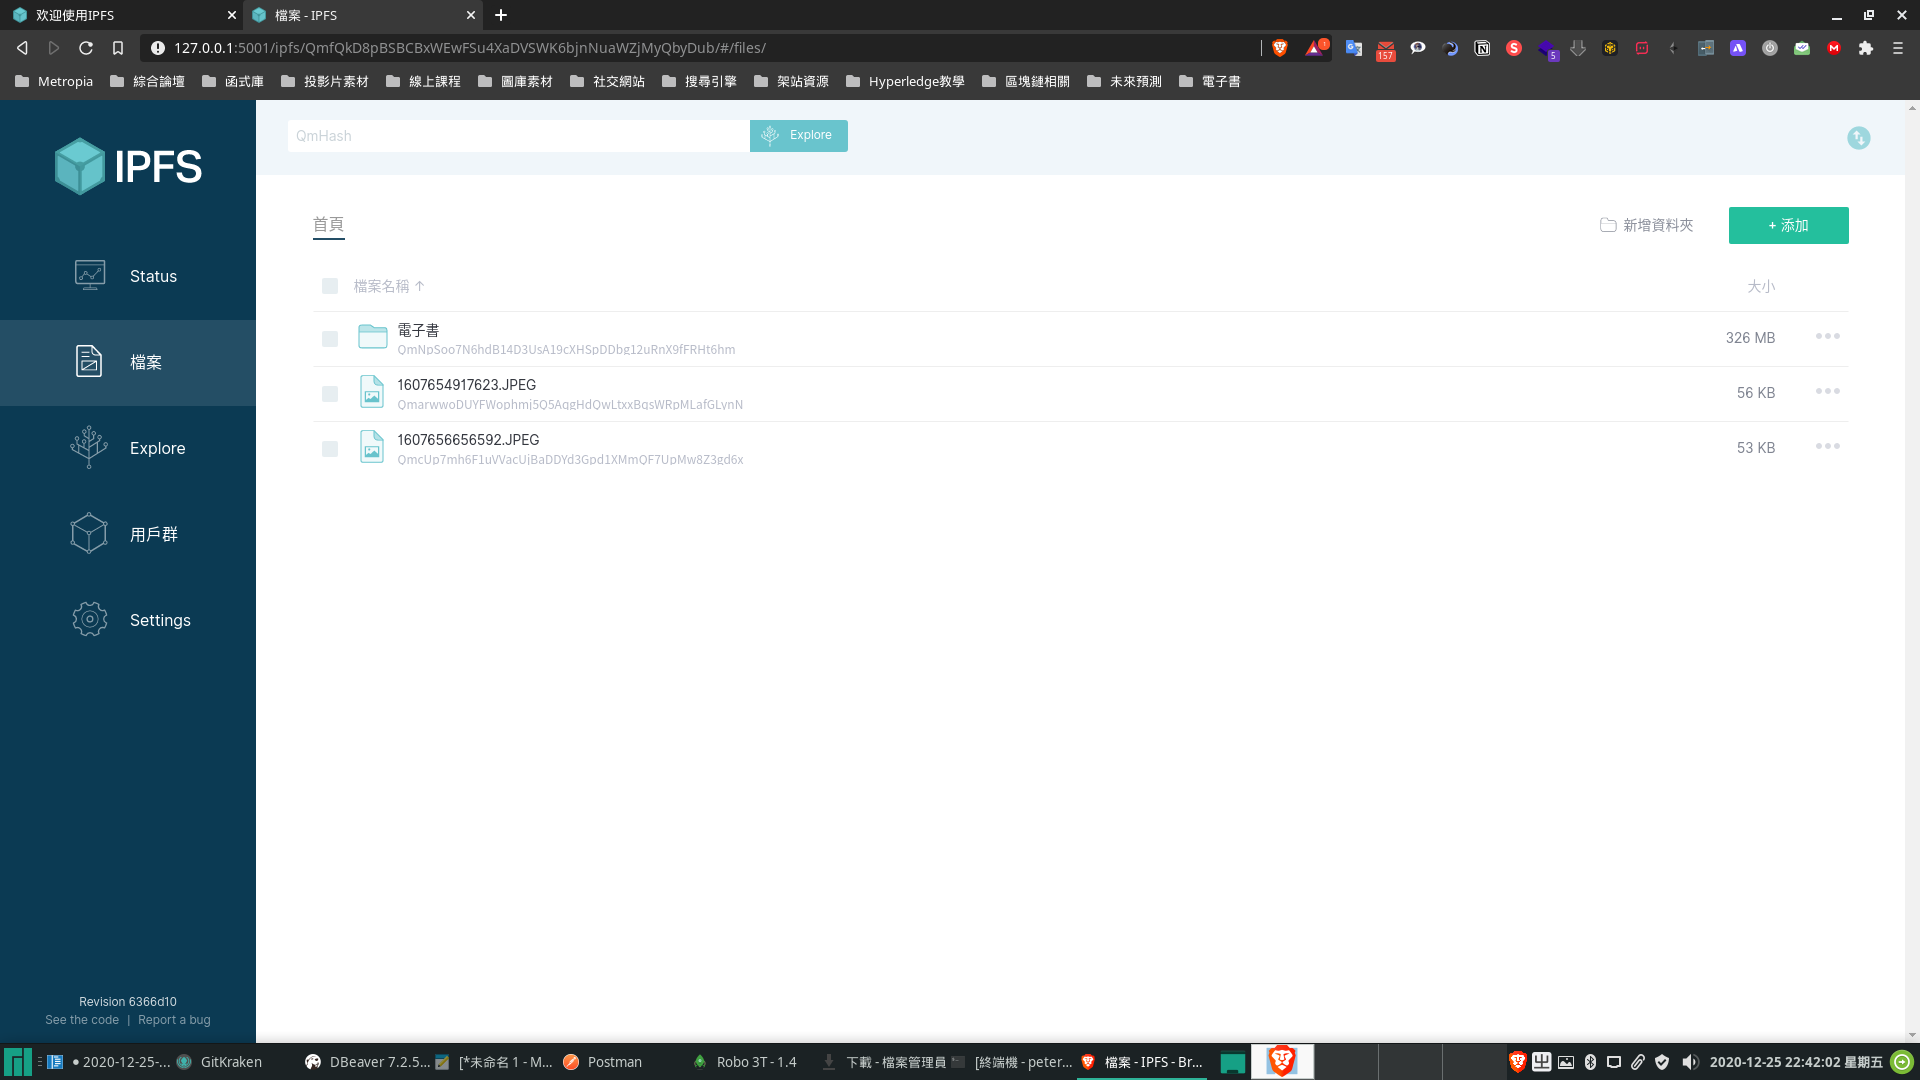 欢迎使用IPFS
檔案 - IPFS
127.0.0.1:5001/ipfs/QmfQkD8pBSBCBxWEwFSu4XaDVSWK6bjnNuaWZjMyQbyDub/#/files/
1
157
5
Metropia 綜合論壇 函式庫 投影片素材 線上課程 圖庫素材 社交網站 搜尋引擎 架站資源 Hyperledge教學 區塊鏈相關 未來預測 電子書
IPFS
QmHash
Explore
Status
檔案
Explore
用戶群
Settings
首頁
新增資料夾
+ 添加
檔案名稱 ↑ 大小
電子書
QmNpSoo7N6hdB14D3UsA19cXHSpDDbg12uRnX9fFRHt6hm
326 MB
1607654917623.JPEG
QmarwwoDUYFWophmj5Q5AqgHdQwLtxxBqsWRpMLafGLynN
56 KB
1607656656592.JPEG
QmcUp7mh6F1uVVacUjBaDDYd3Gpd1XMmQF7UpMw8Z3gd6x
53 KB
Revision 6366d10
See the code | Report a bug
● 2020-12-25-... GitKraken DBeaver 7.2.5... [*未命名 1 - M... Postman Robo 3T - 1.4 下載 - 檔案管理員 [終端機 - peter... 檔案 - IPFS - Br...
2020-12-25 22:42:02 星期五